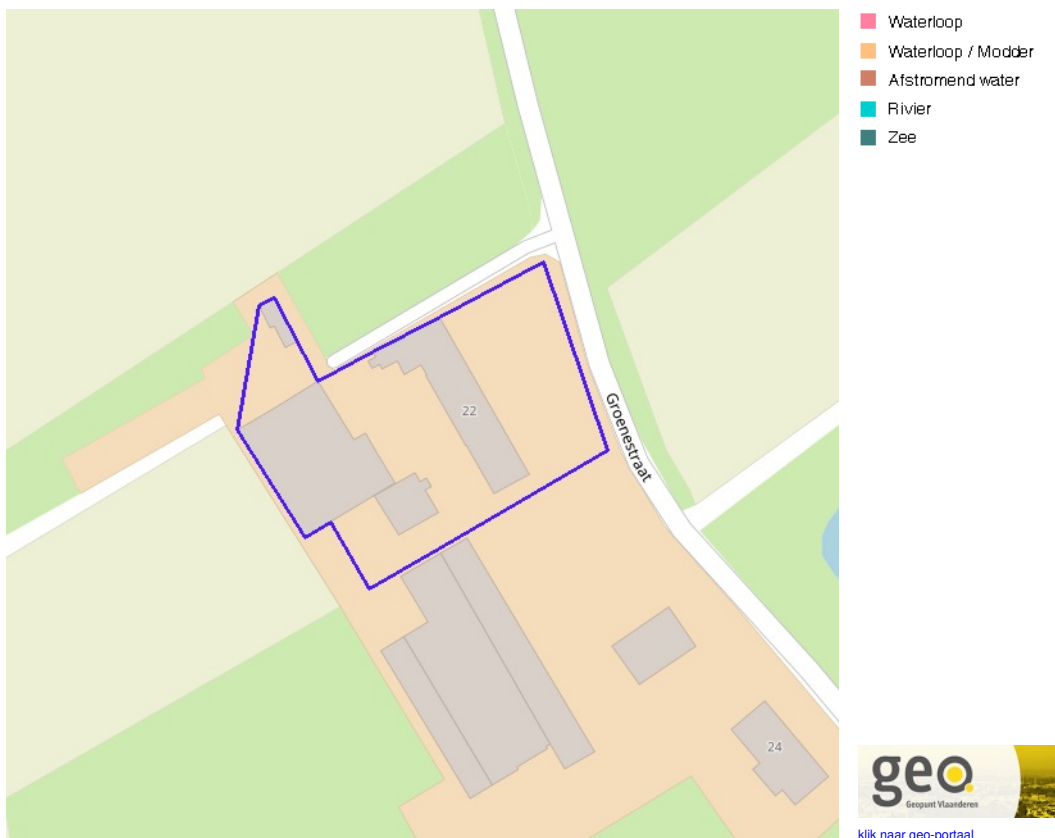 Waterloop
Waterloop / Modder
Afstromend water
Rivier
Zee
22
Groenestraat
24
geo.
Geopunt Vlaanderen
klik naar geo-portaal